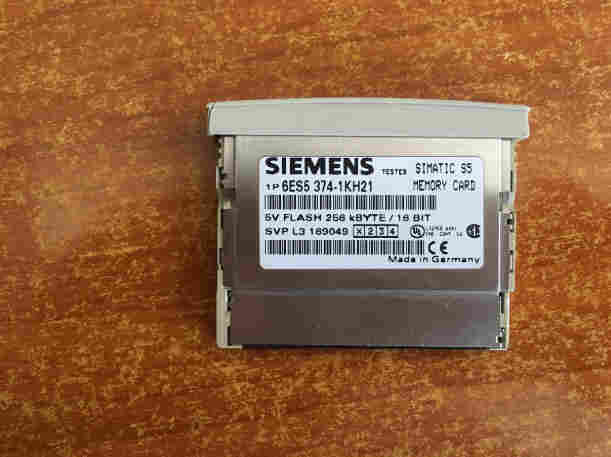 SIEMENS TESTED SIMATIC S5
1P 6ES5 374-1KH21 MEMORY CARD
5V FLASH 256 kBYTE / 16 BIT
SVP L3 169049 X 2 3 4 UL
CE
Made in Germany